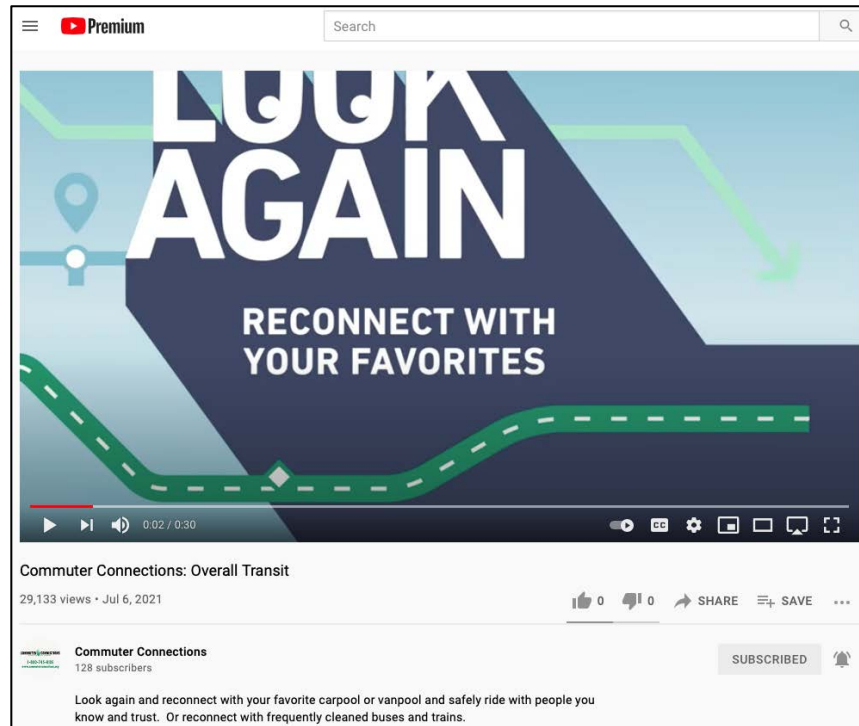 Premium
Search
LOOK
AGAIN
RECONNECT WITH
YOUR FAVORITES
0:02 / 0:30
CC
Commuter Connections: Overall Transit
29,133 views • Jul 6, 2021
0
0
SHARE
SAVE
Commuter Connections
128 subscribers
SUBSCRIBED
Look again and reconnect with your favorite carpool or vanpool and safely ride with people you
know and trust.  Or reconnect with frequently cleaned buses and trains.